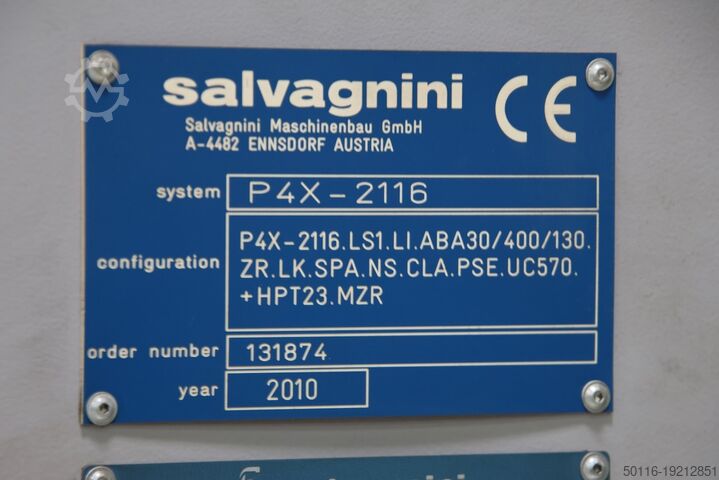 salvagnini
CE
Salvagnini Maschinenbau GmbH
A-4482 ENNSDORF AUSTRIA
system P4X-2116
configuration P4X-2116.LS1.LI.ABA30/400/130.
ZR.LK.SPA.NS.CLA.PSE.UC570.
+HPT23.MZR
order number 131874
year 2010
50116-19212851